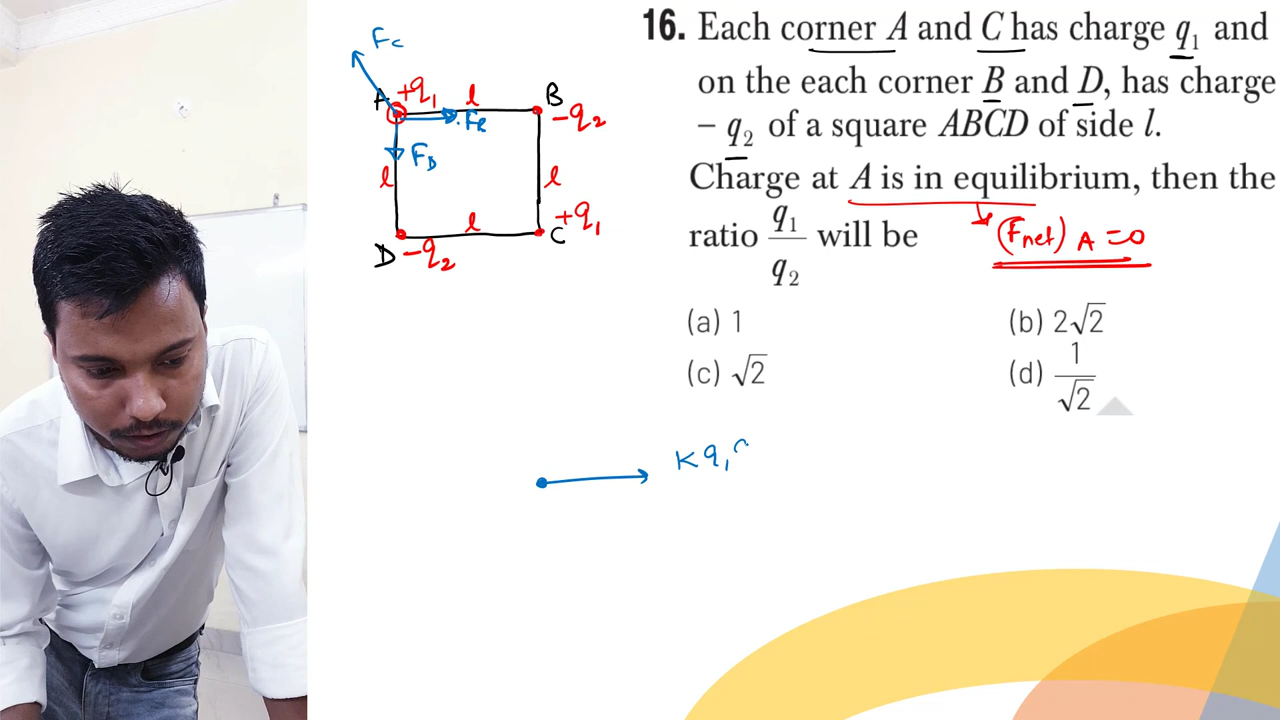 16. Each corner A and C has charge q₁ and
on the each corner B and D, has charge
– q₂ of a square ABCD of side l.
Charge at A is in equilibrium, then the
ratio q₁/q₂ will be
(Fnet) A = 0
(a) 1
(b) 2√2
(c) √2
(d) 1/√2
Fc
A +q₁ l B
-q₂
FD
l
l
l
+q₁
D -q₂ C
Kq₁